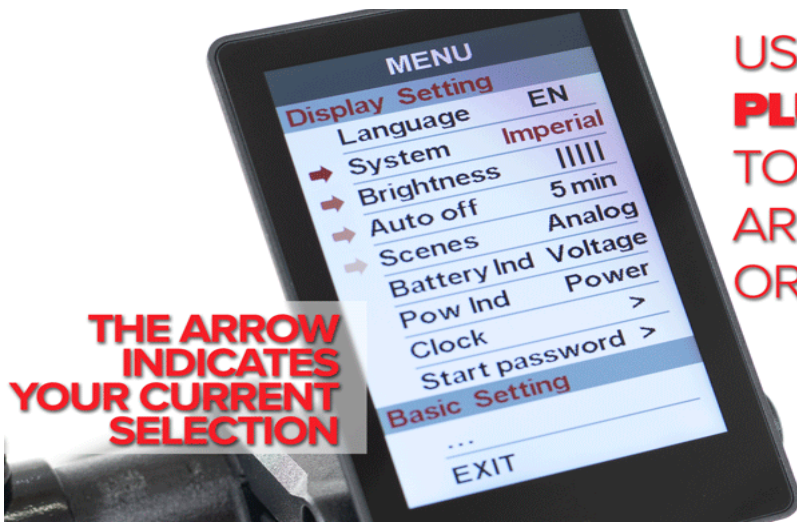 MENU
Display Setting
Language EN
System Imperial
Brightness |||||
Auto off 5 min
Scenes Analog
Battery Ind Voltage
Pow Ind Power
Clock >
Start password >
Basic Setting
...
EXIT
THE ARROW
INDICATES
YOUR CURRENT
SELECTION
US
PLU
TO
AR
OR